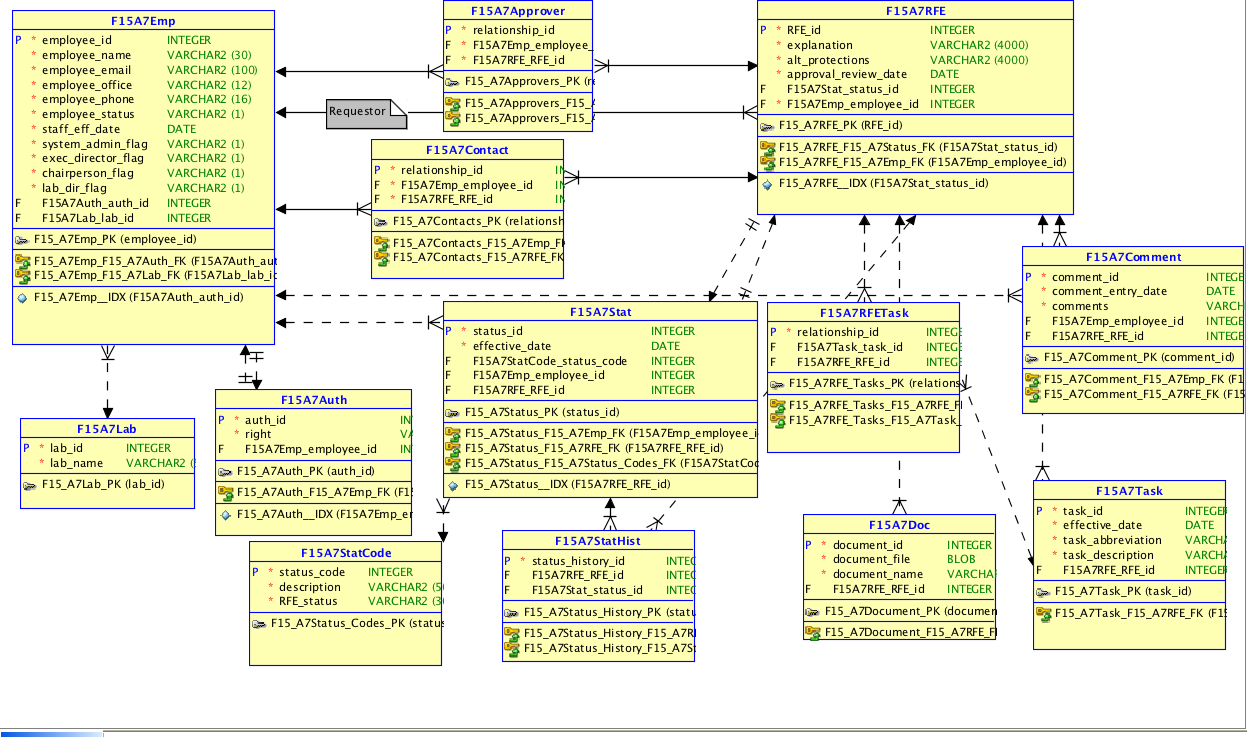 F15A7Emp
P * employee_id INTEGER
* employee_name VARCHAR2 (30)
* employee_email VARCHAR2 (100)
* employee_office VARCHAR2 (12)
* employee_phone VARCHAR2 (16)
* employee_status VARCHAR2 (1)
* staff_eff_date DATE
* system_admin_flag VARCHAR2 (1)
* exec_director_flag VARCHAR2 (1)
* chairperson_flag VARCHAR2 (1)
* lab_dir_flag VARCHAR2 (1)
F F15A7Auth_auth_id INTEGER
F F15A7Lab_lab_id INTEGER
F15_A7Emp_PK (employee_id)
F15_A7Emp_F15_A7Auth_FK (F15A7Auth_au
F15_A7Emp_F15_A7Lab_FK (F15A7Lab_lab_i
F15_A7Emp__IDX (F15A7Auth_auth_id)
F15A7Approver
P * relationship_id
F * F15A7Emp_employee_
F * F15A7RFE_RFE_id
F15_A7Approvers_PK (r
F15_A7Approvers_F15_
F15_A7Approvers_F15_
Requestor
F15A7RFE
P * RFE_id INTEGER
* explanation VARCHAR2 (4000)
* alt_protections VARCHAR2 (4000)
* approval_review_date DATE
F F15A7Stat_status_id INTEGER
F * F15A7Emp_employee_id INTEGER
F15_A7RFE_PK (RFE_id)
F15_A7RFE_F15_A7Status_FK (F15A7Stat_status_id)
F15_A7RFE_F15_A7Emp_FK (F15A7Emp_employee_id)
F15_A7RFE__IDX (F15A7Stat_status_id)
F15A7Contact
P * relationship_id IN
F * F15A7Emp_employee_id IN
F * F15A7RFE_RFE_id IN
F15_A7Contacts_PK (relationsh
F15_A7Contacts_F15_A7Emp_F
F15_A7Contacts_F15_A7RFE_FK
F15A7Comment
P * comment_id INTEGE
* comment_entry_date DATE
* comments VARCH
F F15A7Emp_employee_id INTEGE
F F15A7RFE_RFE_id INTEGE
F15_A7Comment_PK (comment_id)
F15_A7Comment_F15_A7Emp_FK (F1
F15_A7Comment_F15_A7RFE_FK (F15
F15A7Stat
P * status_id INTEGER
* effective_date DATE
F F15A7StatCode_status_code INTEGER
F F15A7Emp_employee_id INTEGER
F F15A7RFE_RFE_id INTEGER
F15_A7Status_PK (status_id)
F15_A7Status_F15_A7Emp_FK (F15A7Emp_employee_i
F15_A7Status_F15_A7RFE_FK (F15A7RFE_RFE_id)
F15_A7Status_F15_A7Status_Codes_FK (F15A7StatCo
F15_A7Status__IDX (F15A7RFE_RFE_id)
F15A7RFETask
P * relationship_id INTEGE
F F15A7Task_task_id INTEGE
F F15A7RFE_RFE_id INTEGE
F15_A7RFE_Tasks_PK (relations
F15_A7RFE_Tasks_F15_A7RFE_F
F15_A7RFE_Tasks_F15_A7Task_
F15A7Auth
P * auth_id IN
* right VA
F F15A7Emp_employee_id IN
F15_A7Auth_PK (auth_id)
F15_A7Auth_F15_A7Emp_FK (F1
F15_A7Auth__IDX (F15A7Emp_er
F15A7Lab
P * lab_id INTEGER
* lab_name VARCHAR2 (
F15_A7Lab_PK (lab_id)
F15A7StatCode
P * status_code INTEGER
* description VARCHAR2 (5
* RFE_status VARCHAR2 (3
F15_A7Status_Codes_PK (statu
F15A7StatHist
P * status_history_id INTEC
F F15A7RFE_RFE_id INTEC
F F15A7Stat_status_id INTEC
F15_A7Status_History_PK (statu
F15_A7Status_History_F15_A7R
F15_A7Status_History_F15_A7S
F15A7Doc
P * document_id INTEGER
* document_file BLOB
* document_name VARCHA
F F15A7RFE_RFE_id INTEGER
F15_A7Document_PK (documen
F15_A7Document_F15_A7RFE_F
F15A7Task
P * task_id INTEGER
* effective_date DATE
* task_abbreviation VARCHA
* task_description VARCHA
F F15A7RFE_RFE_id INTEGER
F15_A7Task_PK (task_id)
F15_A7Task_F15_A7RFE_FK (F1